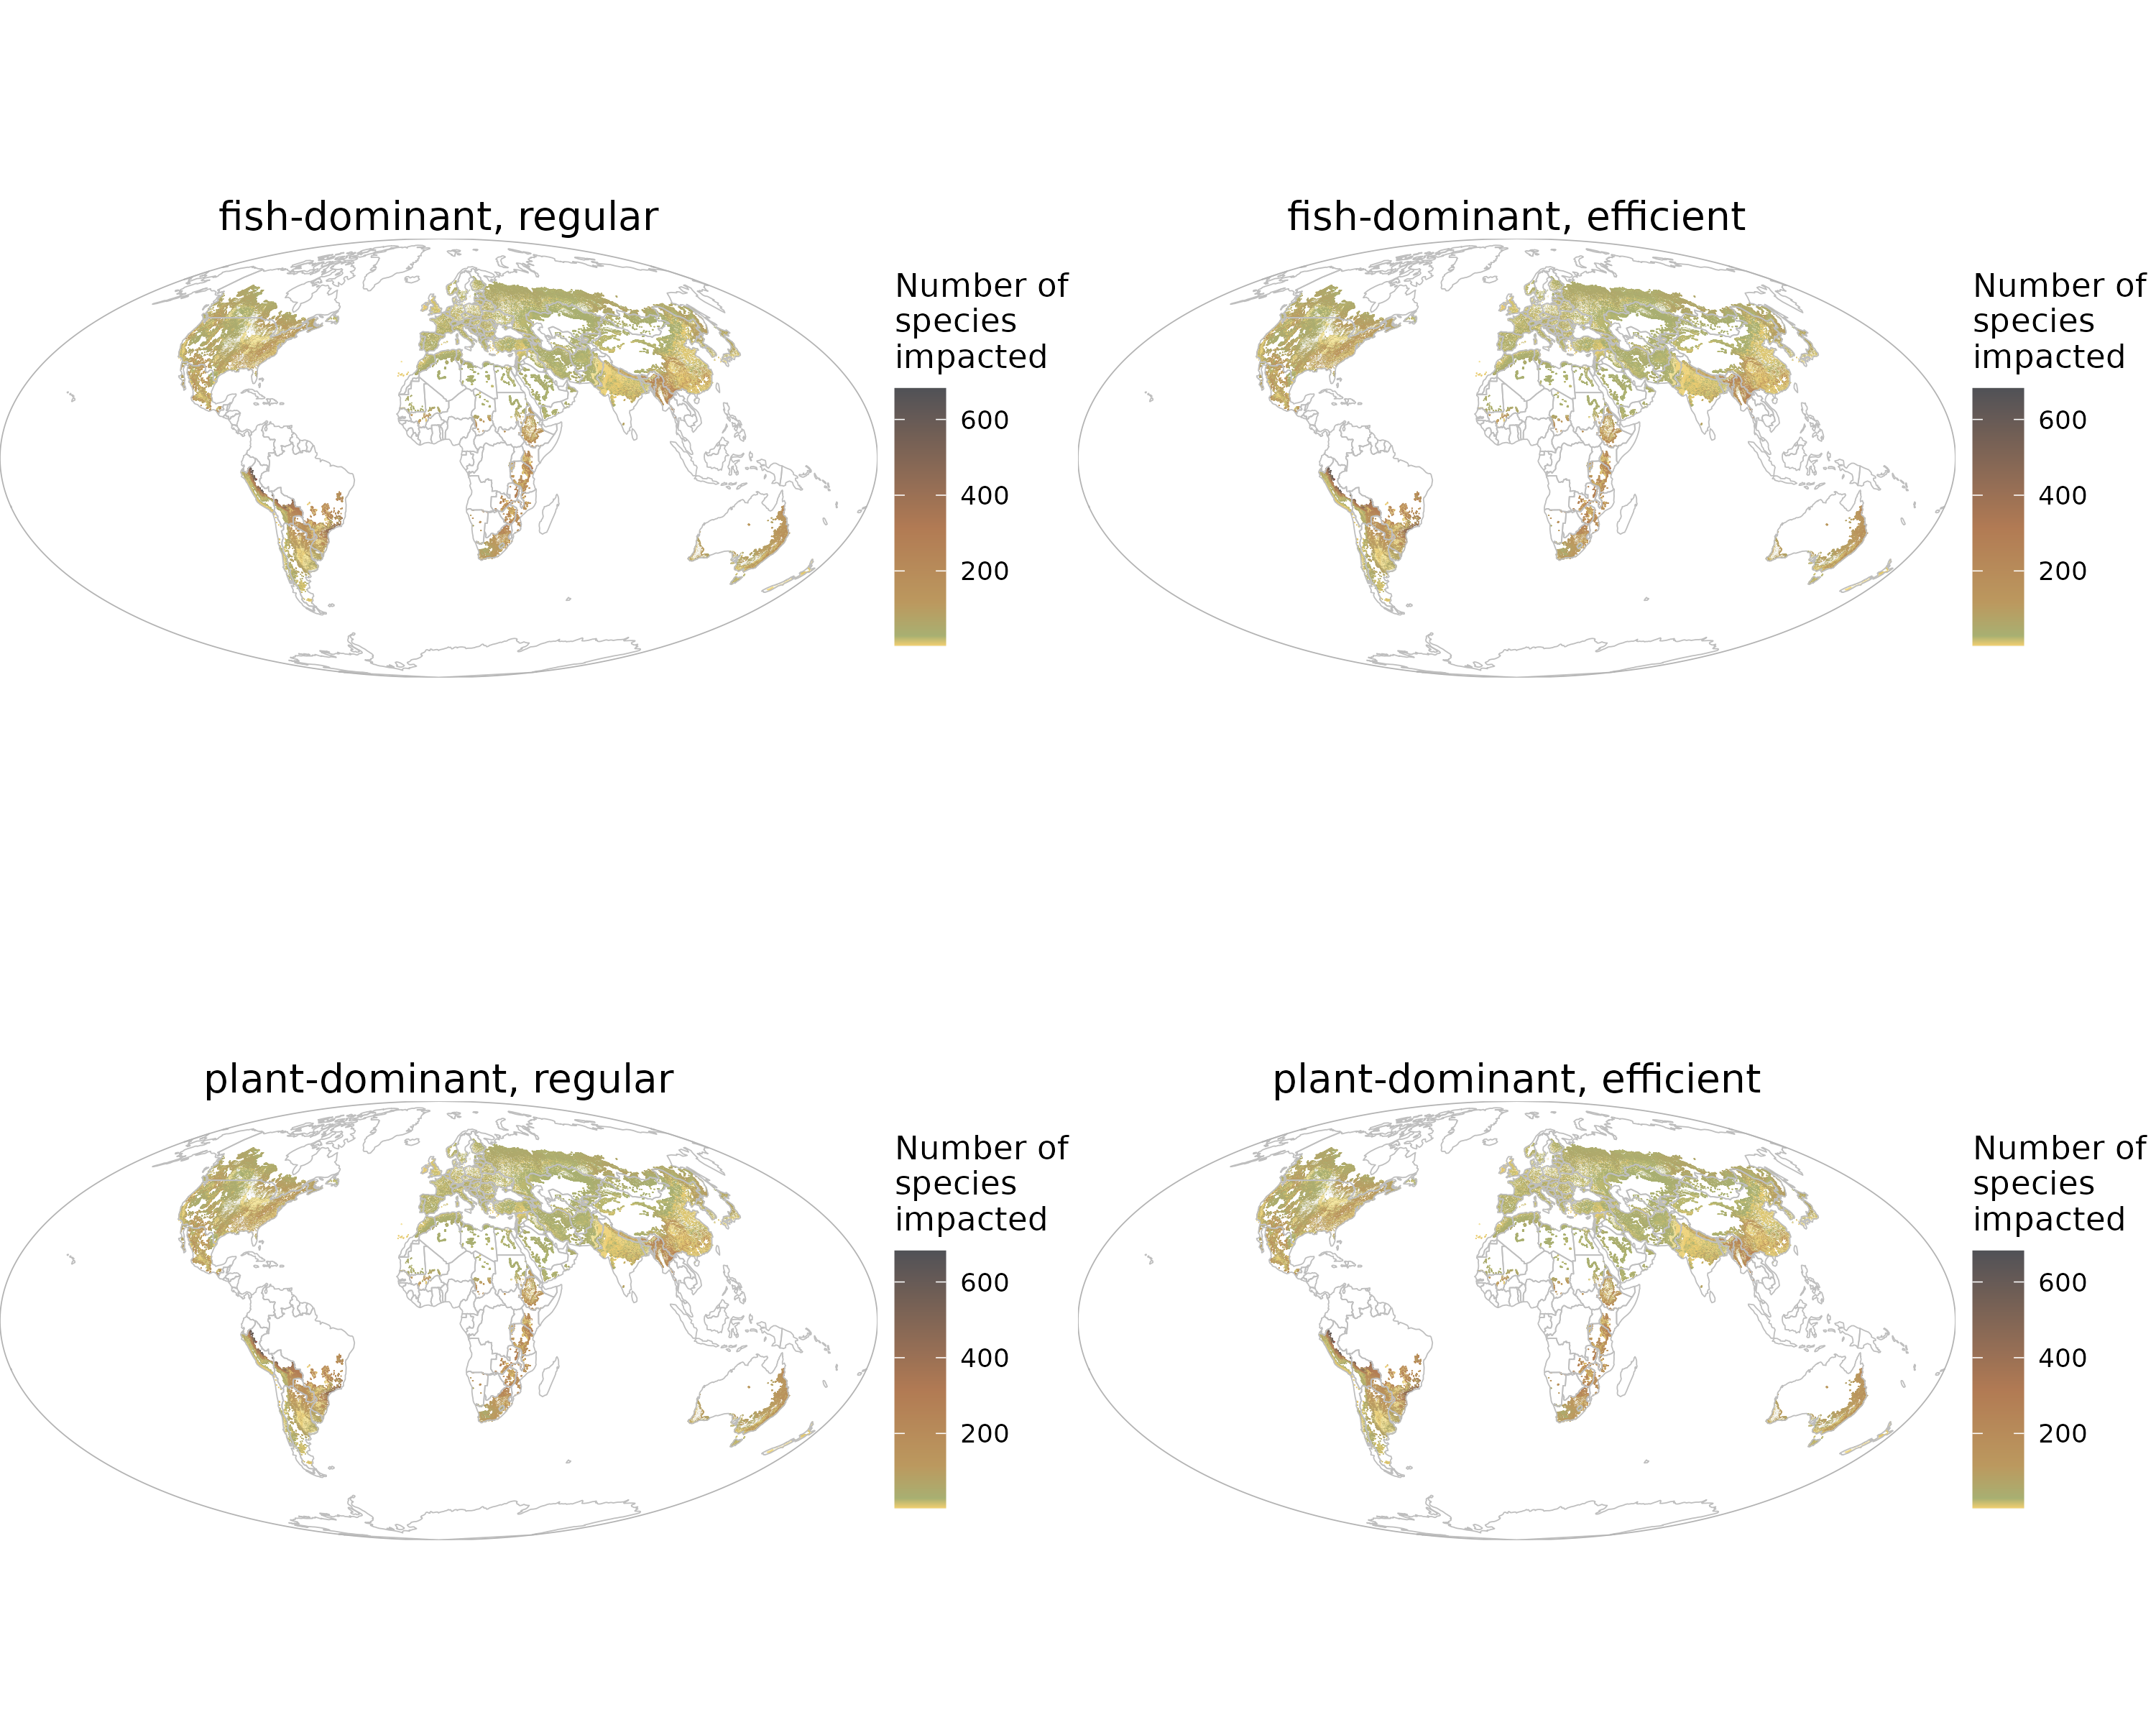 fish-dominant, regular
Number of
species
impacted
600
400
200
fish-dominant, efficient
Number of
species
impacted
600
400
200
plant-dominant, regular
Number of
species
impacted
600
400
200
plant-dominant, efficient
Number of
species
impacted
600
400
200